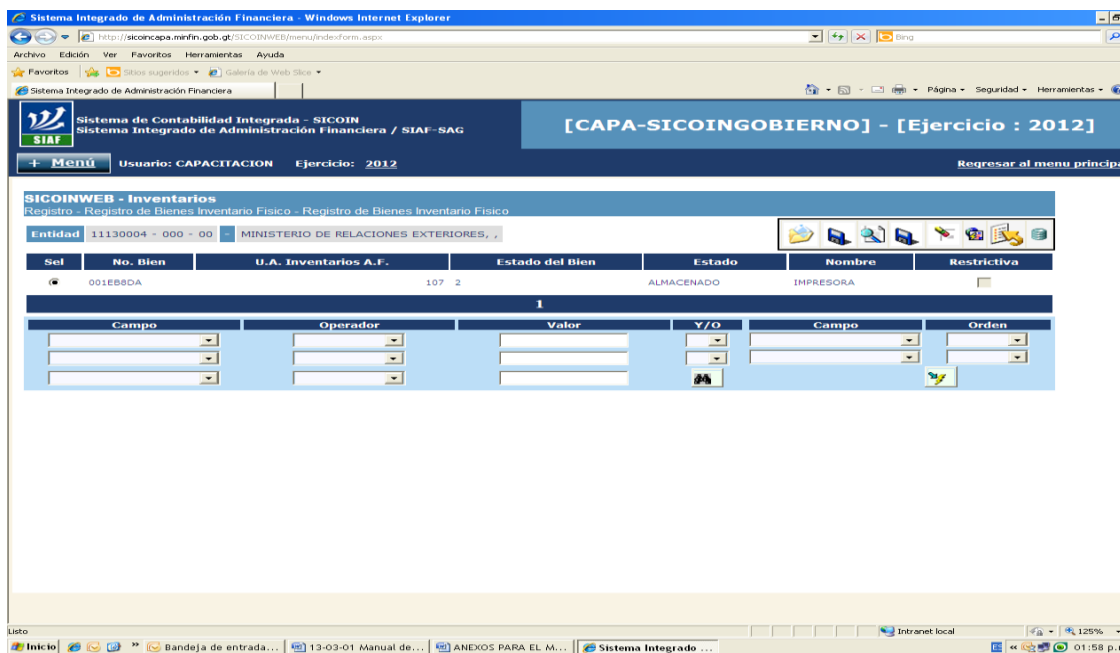 Sistema Integrado de Administración Financiera - Windows Internet Explorer
http://sicoincapa.minfin.gob.gt/SICOINWEB/menu/indexform.aspx
Bing
Archivo Edición Ver Favoritos Herramientas Ayuda
Favoritos Sitios sugeridos Galería de Web Slice
Sistema Integrado de Administración Financiera
Página Seguridad Herramientas
SIAF
Sistema de Contabilidad Integrada - SICOIN
Sistema Integrado de Administración Financiera / SIAF-SAG
[CAPA-SICOINGOBIERNO] - [Ejercicio : 2012]
+ Menú Usuario: CAPACITACION Ejercicio: 2012 Regresar al menu principa
SICOINWEB - Inventarios
Registro - Registro de Bienes Inventario Fisico - Registro de Bienes Inventario Fisico
Entidad 11130004 - 000 - 00 - MINISTERIO DE RELACIONES EXTERIORES, ,
Sel No. Bien U.A. Inventarios A.F. Estado del Bien Estado Nombre Restrictiva
001EB8DA 107 2 ALMACENADO IMPRESORA
1
Campo Operador Valor Y/O Campo Orden
Listo Intranet local 125%
Inicio » Bandeja de entrada... 13-03-01 Manual de... ANEXOS PARA EL M... Sistema Integrado ... « 01:58 p.